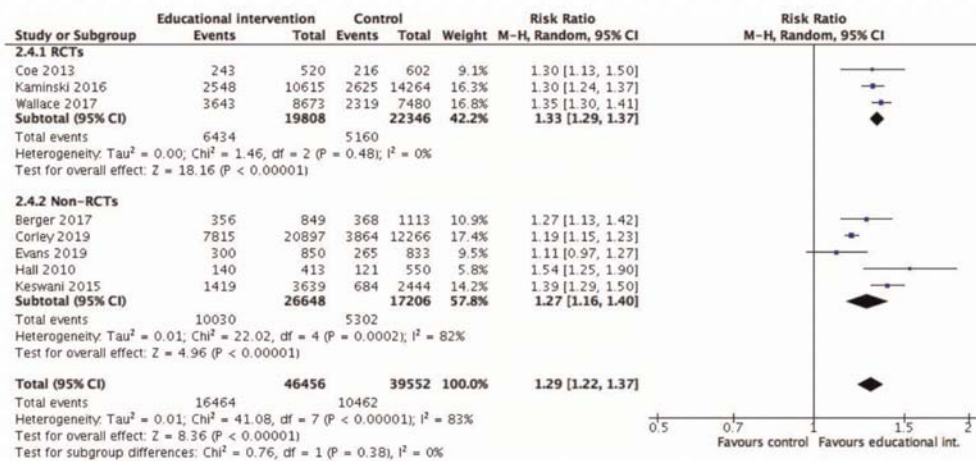 Educational intervention Control Risk Ratio Risk Ratio
Study or Subgroup Events Total Events Total Weight M-H, Random, 95% CI M-H, Random, 95% CI
2.4.1 RCTs
Coe 2013 243 520 216 602 9.1% 1.30 [1.13, 1.50]
Kaminski 2016 2548 10615 2625 14264 16.3% 1.30 [1.24, 1.37]
Wallace 2017 3643 8673 2319 7480 16.8% 1.35 [1.30, 1.41]
Subtotal (95% CI) 19808 22346 42.2% 1.33 [1.29, 1.37]
Total events 6434 5160
Heterogeneity: Tau² = 0.00; Chi² = 1.46, df = 2 (P = 0.48); I² = 0%
Test for overall effect: Z = 18.16 (P < 0.00001)
2.4.2 Non-RCTs
Berger 2017 356 849 368 1113 10.9% 1.27 [1.13, 1.42]
Corley 2019 7815 20897 3864 12266 17.4% 1.19 [1.15, 1.23]
Evans 2019 300 850 265 833 9.5% 1.11 [0.97, 1.27]
Hall 2010 140 413 121 550 5.8% 1.54 [1.25, 1.90]
Keswani 2015 1419 3639 684 2444 14.2% 1.39 [1.29, 1.50]
Subtotal (95% CI) 26648 17206 57.8% 1.27 [1.16, 1.40]
Total events 10030 5302
Heterogeneity: Tau² = 0.01; Chi² = 22.02, df = 4 (P = 0.0002); I² = 82%
Test for overall effect: Z = 4.96 (P < 0.00001)
Total (95% CI) 46456 39552 100.0% 1.29 [1.22, 1.37]
Total events 16464 10462
Heterogeneity: Tau² = 0.01; Chi² = 41.08, df = 7 (P < 0.00001); I² = 83%
Test for overall effect: Z = 8.36 (P < 0.00001)
Test for subgroup differences: Chi² = 0.76, df = 1 (P = 0.38), I² = 0%
0.5 0.7 1 1.5 2
Favours control Favours educational int.